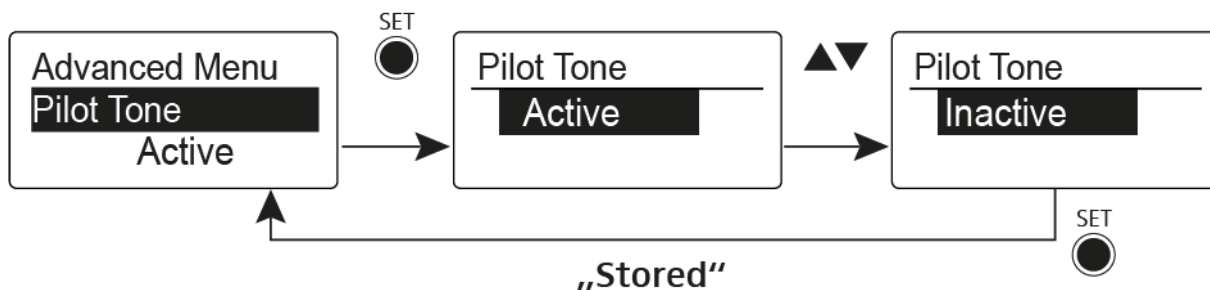 SET
Advanced Menu
Pilot Tone
Active
Pilot Tone
Active
▲▼
Pilot Tone
Inactive
SET
„Stored“